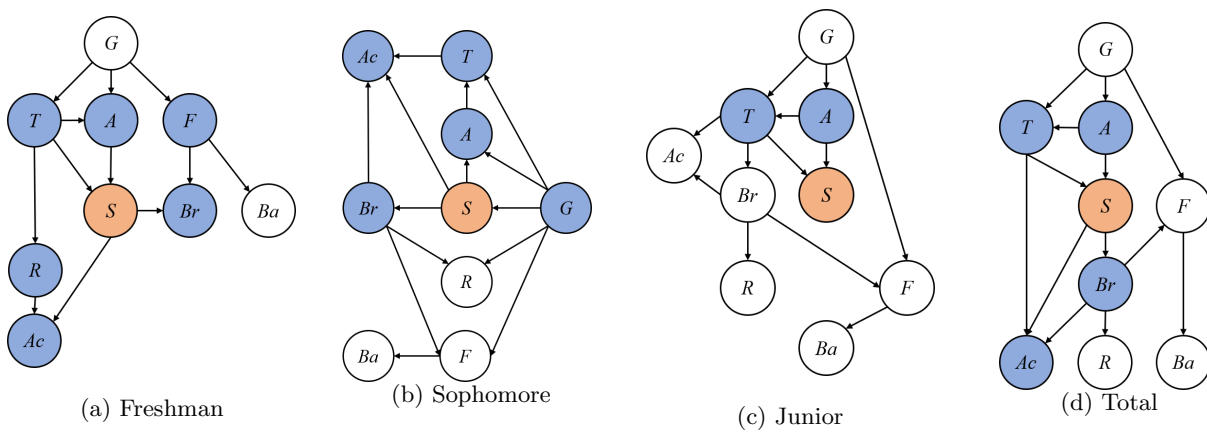 G
T A F
S Br Ba
R
Ac
(a) Freshman
Ac T
A
Br S G
R
Ba F
(b) Sophomore
G
T A
Ac
Br S
R F
Ba
(c) Junior
G
T A
S F
Br
Ac R Ba
(d) Total